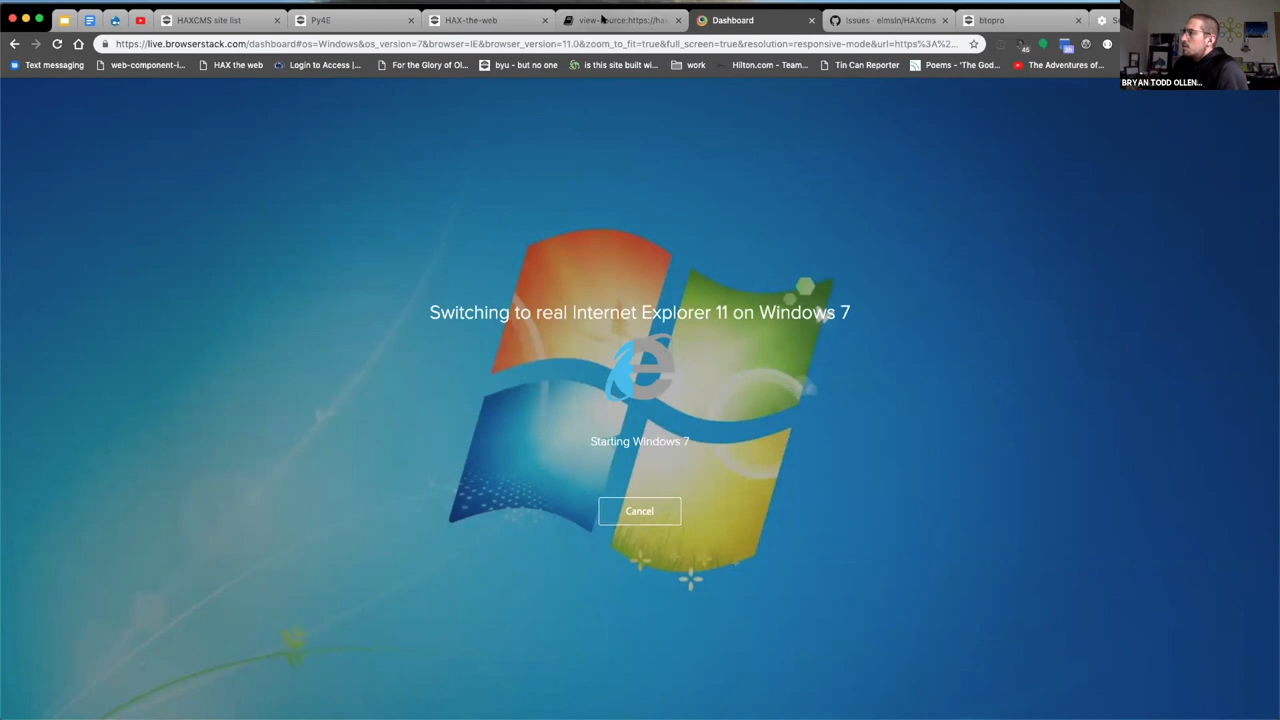 HAXCMS site list
Py4E
HAX-the-web
view-source:https://hax
Dashboard
Issues · elmsln/HAXcms
btopro
https://live.browserstack.com/dashboard#os=Windows&os_version=7&browser=IE&browser_version=11.0&zoom_to_fit=true&full_screen=true&resolution=responsive-mode&url=https%3A%2...
Text messaging
web-component-i...
HAX the web
Login to Access |...
For the Glory of Ol...
byu - but no one
is this site built wi...
work
Hilton.com - Team...
Tin Can Reporter
Poems - 'The God...
The Adventures of...
BRYAN TODD OLLEN...
Switching to real Internet Explorer 11 on Windows 7
Starting Windows 7
Cancel